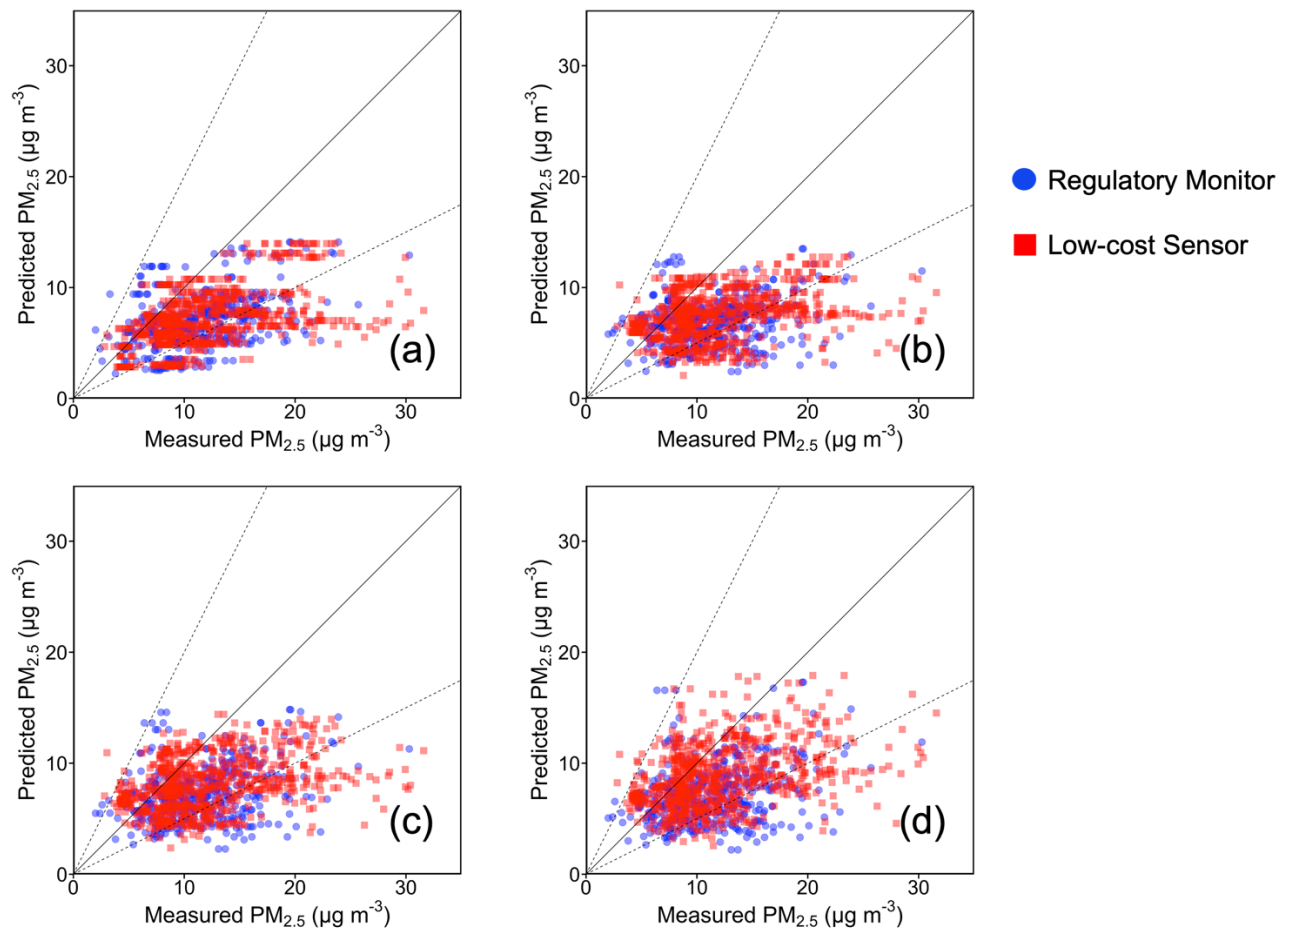 Predicted PM2.5 (µg m-3)
30
20
10
0
0 10 20 30
Measured PM2.5 (µg m-3)
(a)
Predicted PM2.5 (µg m-3)
30
20
10
0
0 10 20 30
Measured PM2.5 (µg m-3)
(b)
Regulatory Monitor
Low-cost Sensor
Predicted PM2.5 (µg m-3)
30
20
10
0
0 10 20 30
Measured PM2.5 (µg m-3)
(c)
Predicted PM2.5 (µg m-3)
30
20
10
0
0 10 20 30
Measured PM2.5 (µg m-3)
(d)